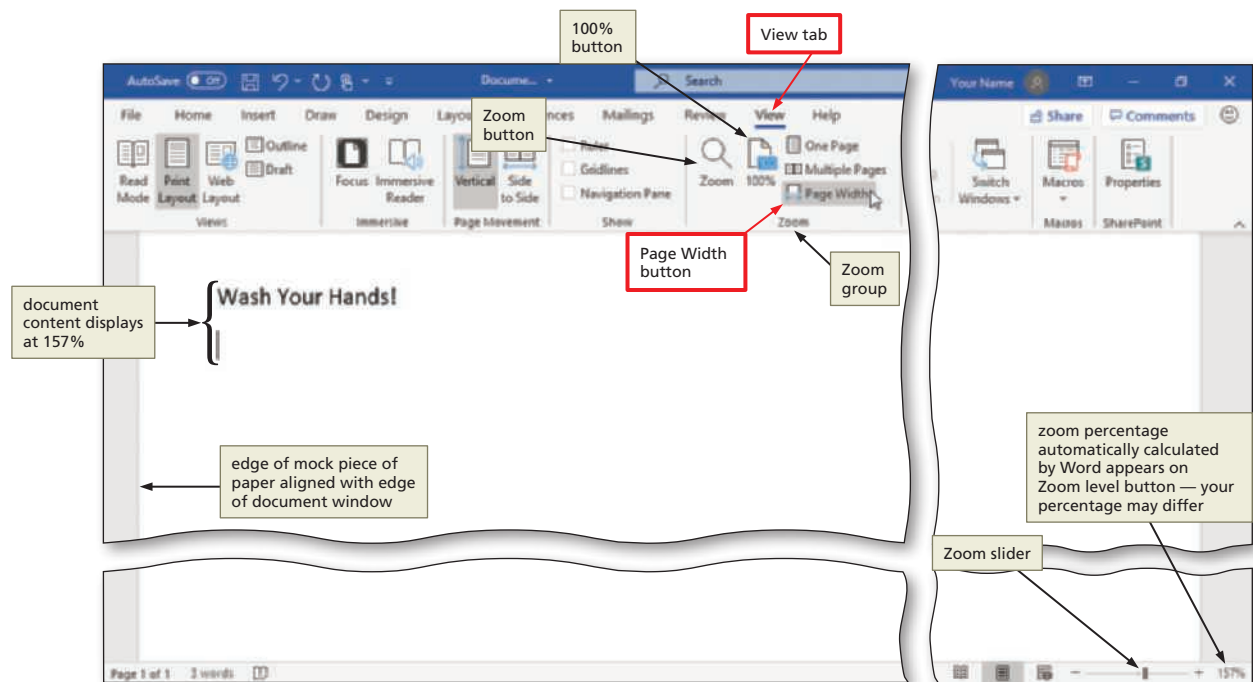 100%
button
View tab
AutoSave Off
Docume...
Search
Your Name
File Home Insert Draw Design Layou
nces Mailings Review View Help
Share Comments
Zoom
button
Read
Mode
Print
Layout
Web
Layout
Outline
Draft
Views
Focus
Immersive
Reader
Immersive
Vertical
Side
to Side
Page Movement
Ruler
Gridlines
Navigation Pane
Show
Zoom
100%
One Page
Multiple Pages
Page Width
Zoom
Switch
Windows
Macros
Macros
Properties
SharePoint
Page Width
button
Zoom
group
document
content displays
at 157%
Wash Your Hands!
edge of mock piece of
paper aligned with edge
of document window
zoom percentage
automatically calculated
by Word appears on
Zoom level button — your
percentage may differ
Zoom slider
Page 1 of 1 3 words
157%